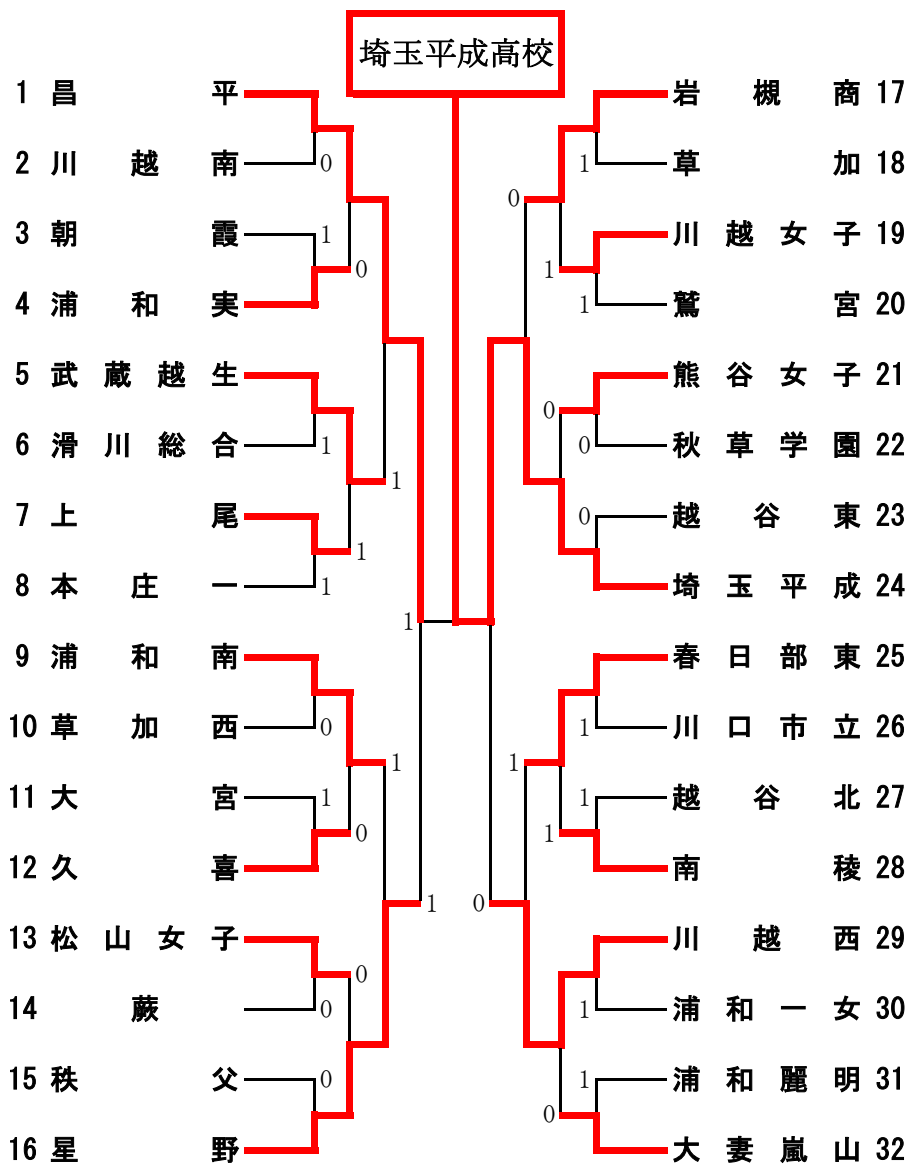 埼玉平成高校
1 昌平
2 川越南
0
3 朝霞
1
0
4 浦和実
5 武蔵越生
6 滑川総合
1
1
7 上尾
1
8 本庄一
1
1
9 浦和南
10 草加西
0
1
11 大宮
1
0
12 久喜
1
13 松山女子
0
14 蕨
0
15 秩父
0
16 星野
岩槻商 17
1
草加 18
0
川越女子 19
1
1
鷲宮 20
熊谷女子 21
0
0
秋草学園 22
0
越谷東 23
埼玉平成 24
春日部東 25
1
川口市立 26
1
1
越谷北 27
1
南稜 28
0
川越西 29
1
浦和一女 30
1
浦和麗明 31
0
大妻嵐山 32